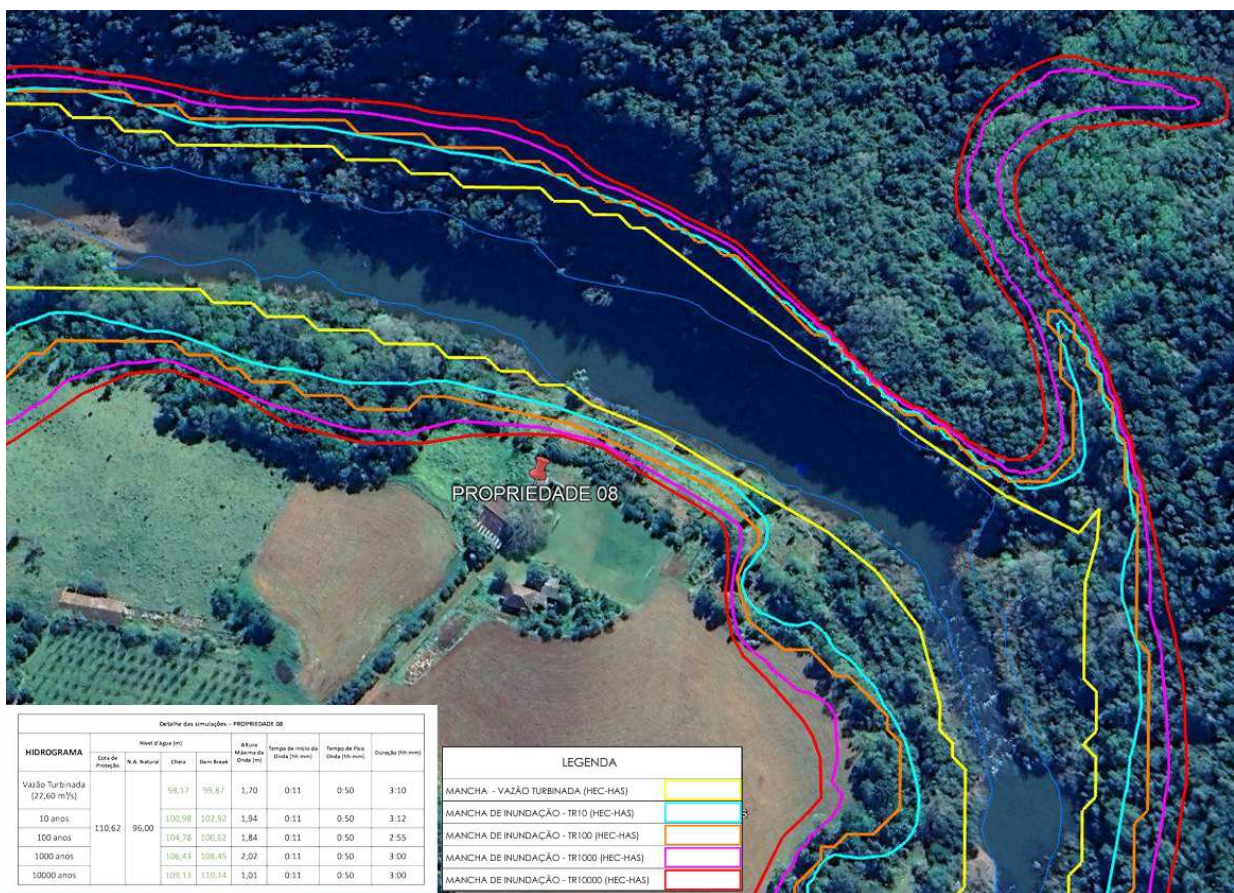 PROPRIEDADE 08
Detalhe das simulações – PROPRIEDADE 08
HIDROGRAMA
Nível d'água (m)
Altura Máxima da Onda (m)
Tempo de Início da Onda (hh:mm)
Tempo de Pico Onda (hh:mm)
Duração (hh:mm)
Cota de Proteção
N.A. Natural
Cheia
Dam Break
Vazão Turbinada (22,60 m³/s)
98,17 99,87 1,70 0:11 0:50 3:10
110,62 96,00
10 anos 100,98 102,92 1,94 0:11 0:50 3:12
100 anos 104,78 106,62 1,84 0:11 0:50 2:55
1000 anos 106,43 108,45 2,02 0:11 0:50 3:00
10000 anos 109,13 110,14 1,01 0:11 0:50 3:00
LEGENDA
MANCHA - VAZÃO TURBINADA (HEC-HAS)
MANCHA DE INUNDAÇÃO - TR10 (HEC-HAS)
MANCHA DE INUNDAÇÃO - TR100 (HEC-HAS)
MANCHA DE INUNDAÇÃO - TR1000 (HEC-HAS)
MANCHA DE INUNDAÇÃO - TR10000 (HEC-HAS)